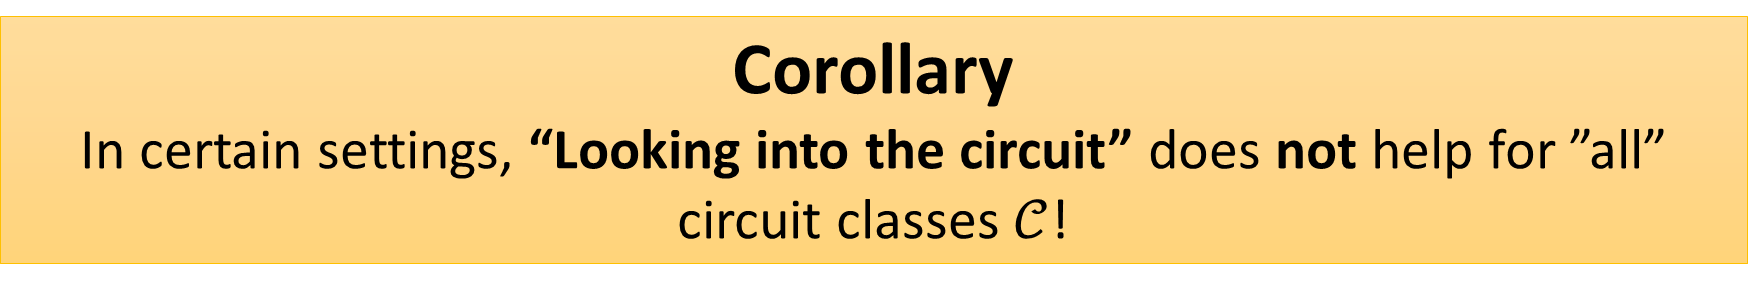 Corollary
In certain settings, “Looking into the circuit” does not help for ”all”
circuit classes 𝒞!